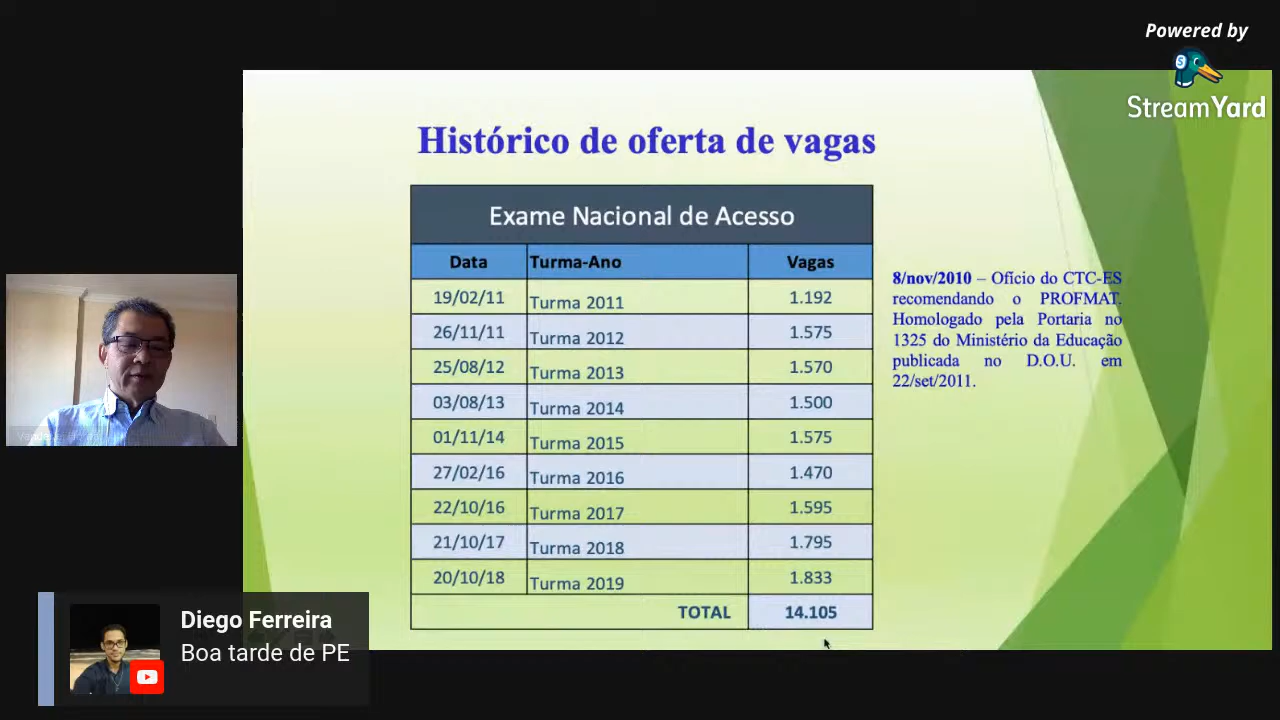 Powered by
StreamYard
Histórico de oferta de vagas
Exame Nacional de Acesso
Data Turma-Ano Vagas
19/02/11 Turma 2011 1.192
26/11/11 Turma 2012 1.575
25/08/12 Turma 2013 1.570
03/08/13 Turma 2014 1.500
01/11/14 Turma 2015 1.575
27/02/16 Turma 2016 1.470
22/10/16 Turma 2017 1.595
21/10/17 Turma 2018 1.795
20/10/18 Turma 2019 1.833
TOTAL 14.105
8/nov/2010 – Ofício do CTC-ES
recomendando o PROFMAT.
Homologado pela Portaria no
1325 do Ministério da Educação
publicada no D.O.U. em
22/set/2011.
Diego Ferreira
Boa tarde de PE